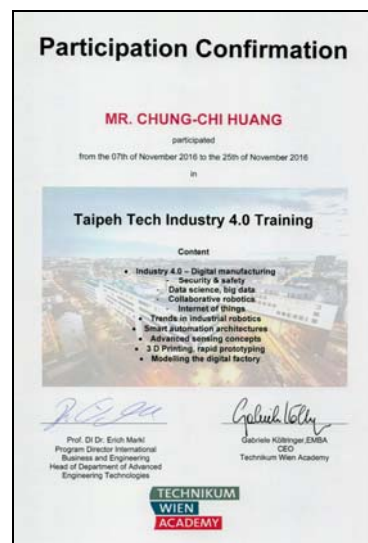 Participation Confirmation
MR. CHUNG-CHI HUANG
participated
from the 07th of November 2016 to the 25th of November 2016
in
Taipeh Tech Industry 4.0 Training
Content
• Industry 4.0 – Digital manufacturing
- Security & safety
- Data science, big data
- Collaborative robotics
- Internet of things
• Trends in industrial robotics
• Smart automation architectures
• Advanced sensing concepts
• 3 D Printing, rapid prototyping
• Modelling the digital factory
Prof. DI Dr. Erich Markl
Program Director International
Business and Engineering
Head of Department of Advanced
Engineering Technologies
Gabriele Költringer,EMBA
CEO
Technikum Wien Academy
TECHNIKUM
WIEN
ACADEMY